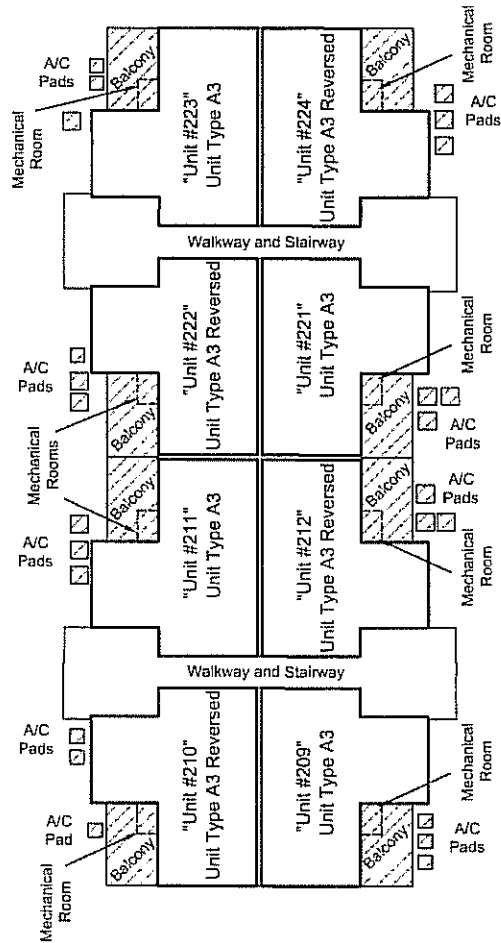 A/C
Pads
Mechanical
Room
Balcony
"Unit #223"
Unit Type A3
"Unit #224"
Unit Type A3 Reversed
Balcony
Mechanical
Room
A/C
Pads
Walkway and Stairway
A/C
Pads
Mechanical
Rooms
Balcony
"Unit #222"
Unit Type A3 Reversed
"Unit #221"
Unit Type A3
Balcony
Mechanical
Room
A/C
Pads
A/C
Pads
Balcony
"Unit #211"
Unit Type A3
"Unit #212"
Unit Type A3 Reversed
Balcony
A/C
Pads
Mechanical
Room
Walkway and Stairway
A/C
Pads
A/C
Pad
Mechanical
Room
Balcony
"Unit #210"
Unit Type A3 Reversed
"Unit #209"
Unit Type A3
Balcony
Mechanical
Room
A/C
Pads